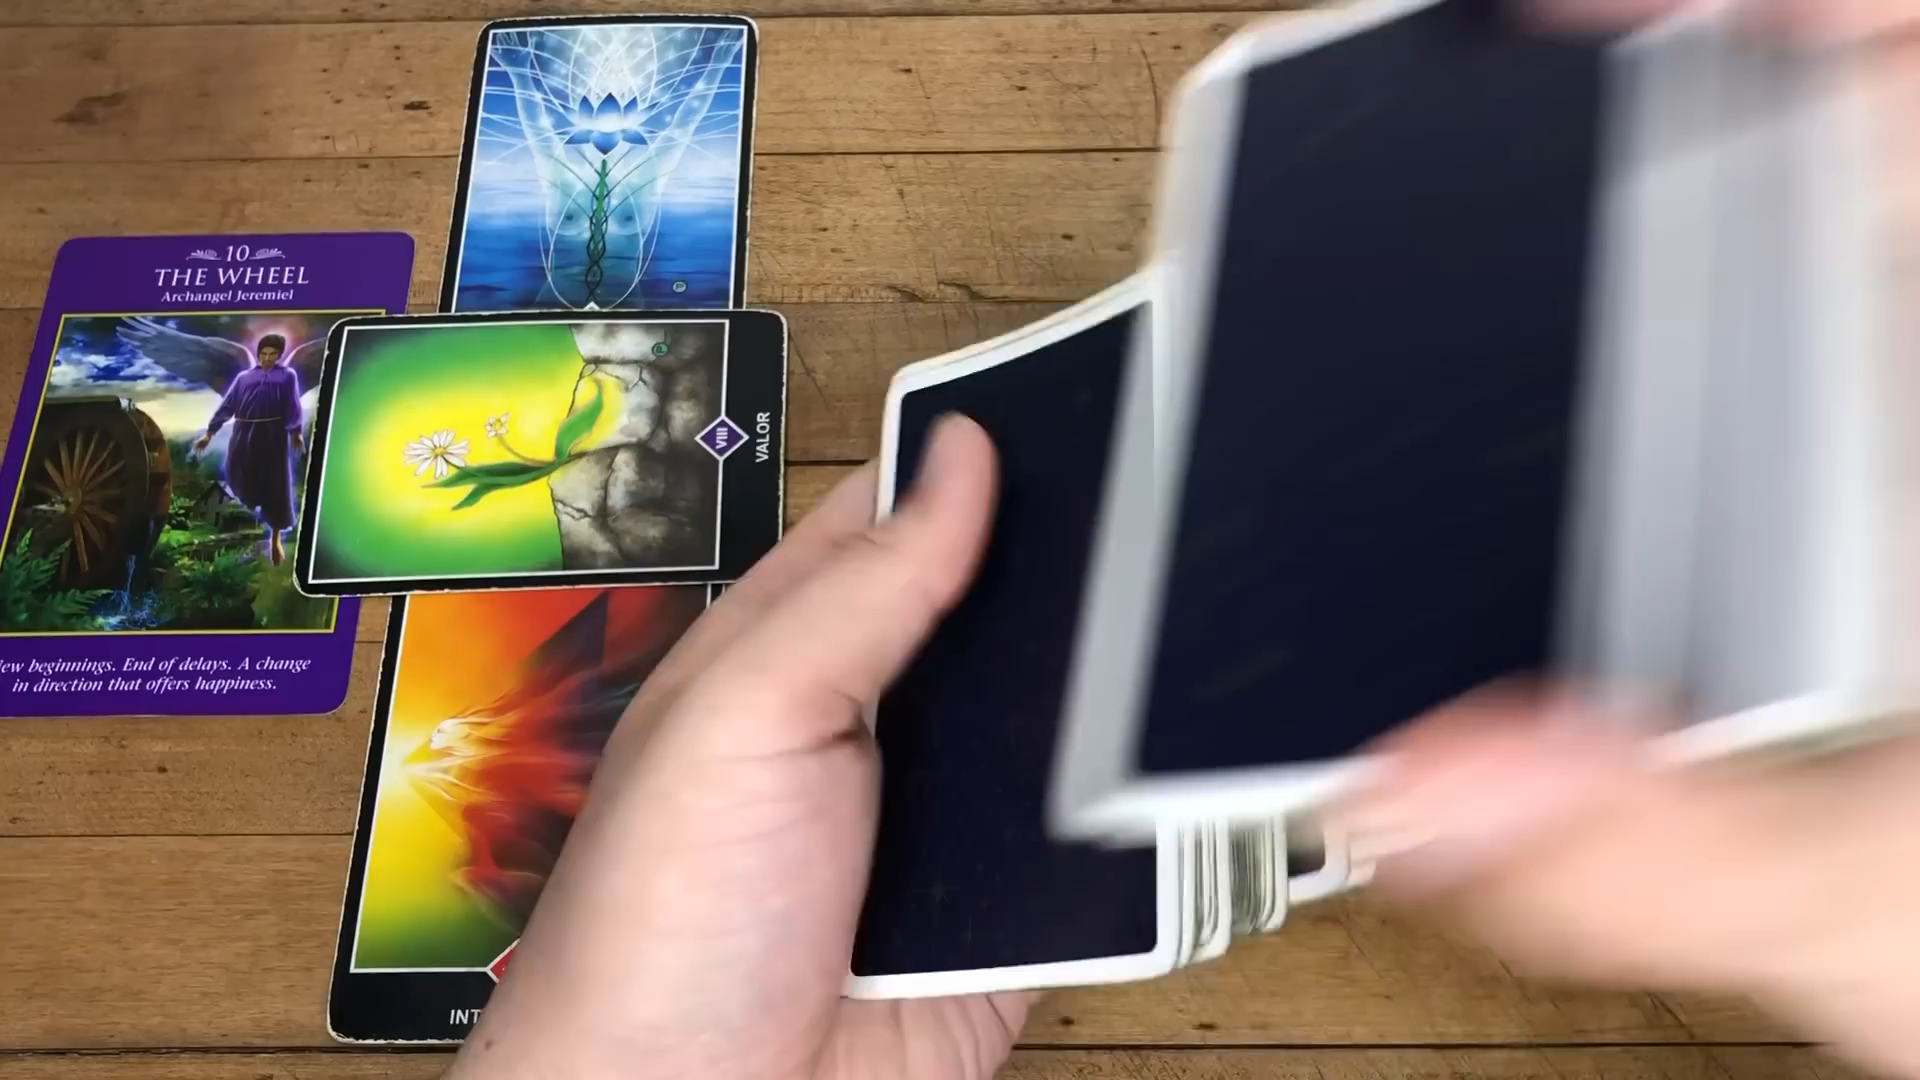 10
THE WHEEL
Archangel Jeremiel
ew beginnings. End of delays. A change
in direction that offers happiness.
VIII
VALOR
INT